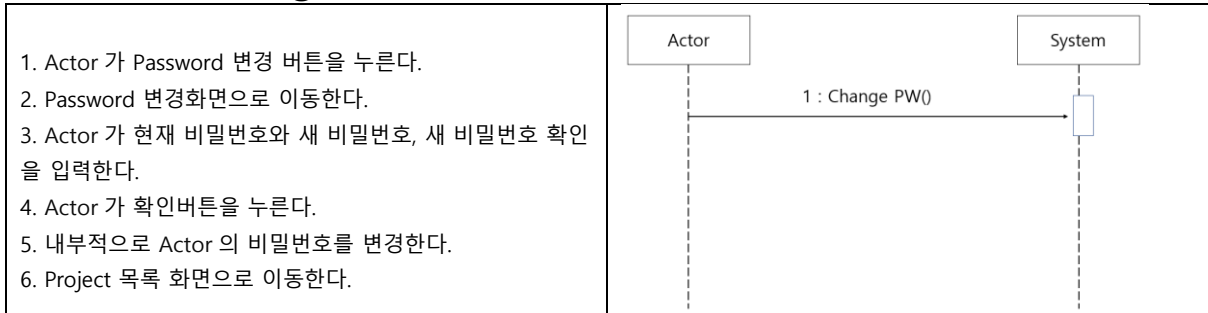 1. Actor 가 Password 변경 버튼을 누른다.
2. Password 변경화면으로 이동한다.
3. Actor 가 현재 비밀번호와 새 비밀번호, 새 비밀번호 확인
을 입력한다.
4. Actor 가 확인버튼을 누른다.
5. 내부적으로 Actor 의 비밀번호를 변경한다.
6. Project 목록 화면으로 이동한다.
Actor
System
1 : Change PW()